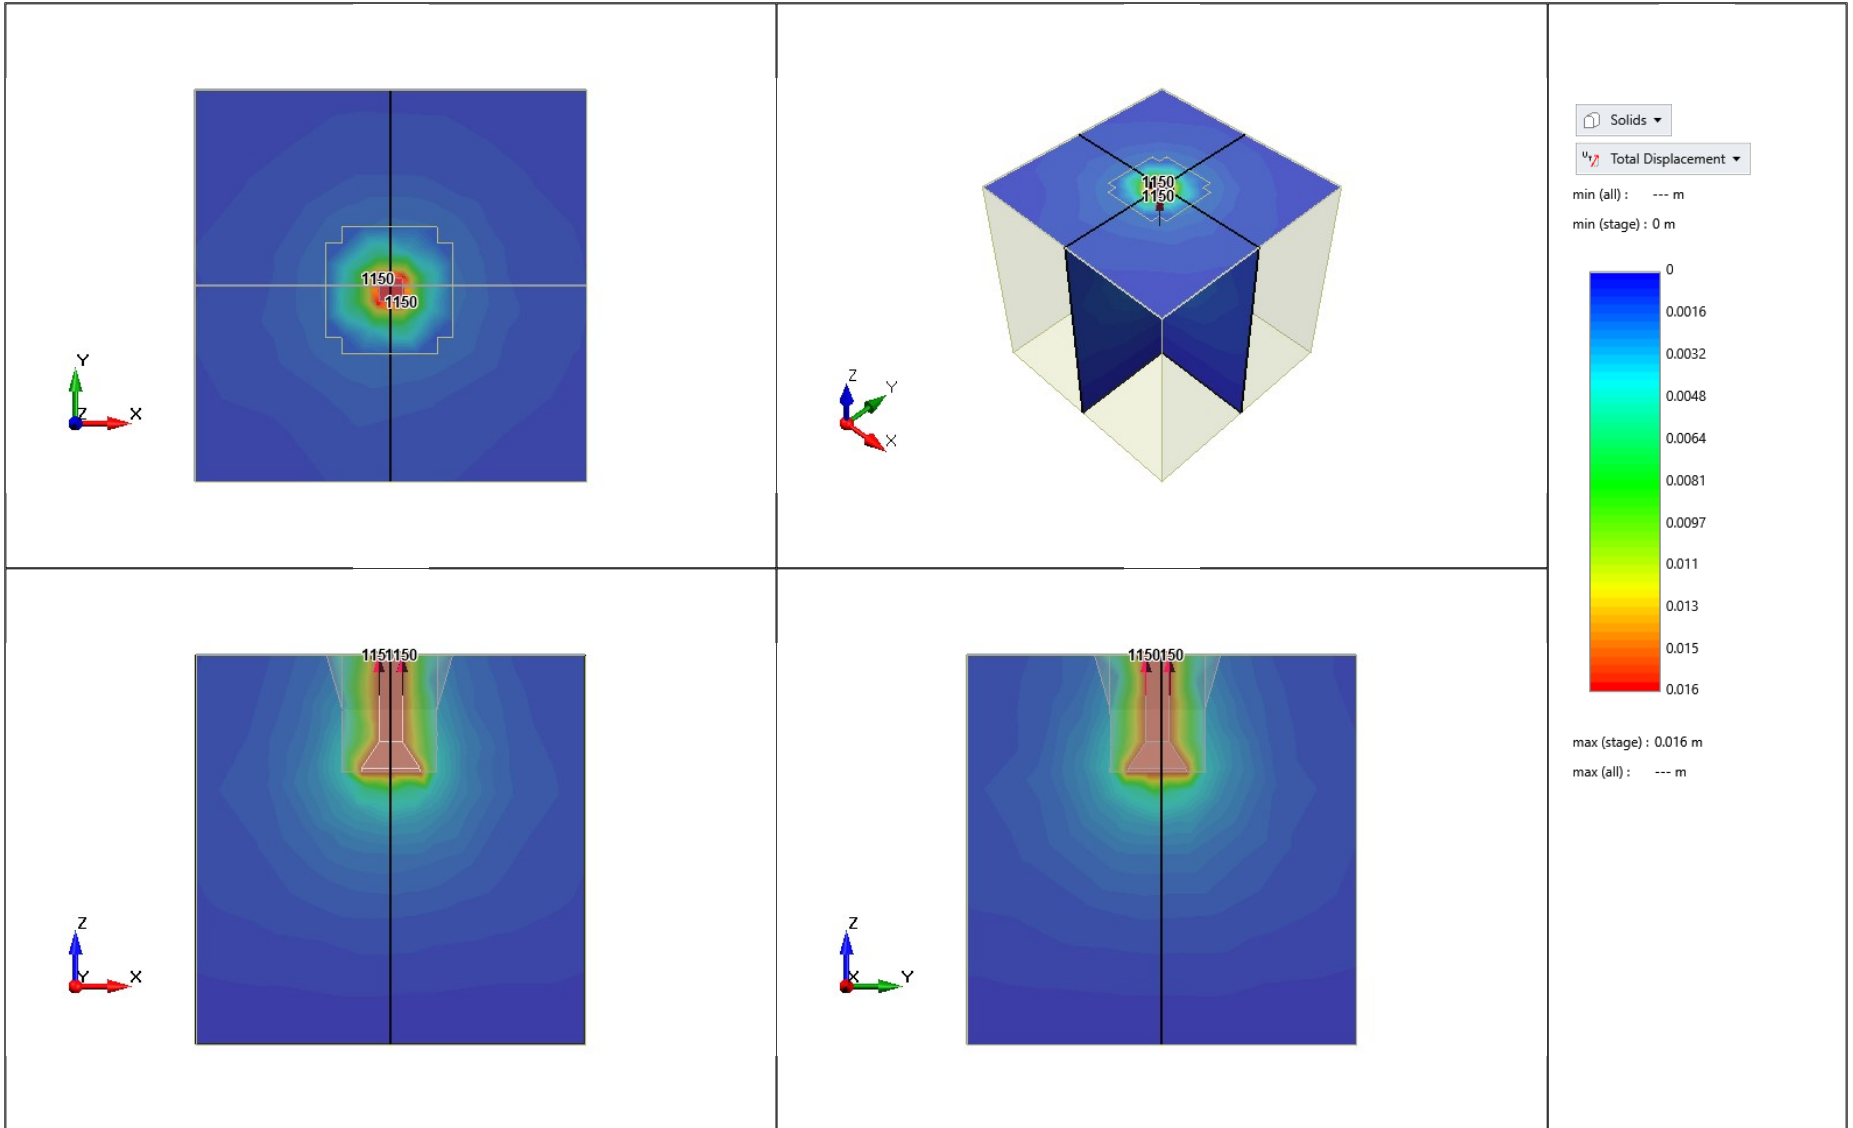 1150
1150
Y
Z
X
1150
1150
Z
Y
X
Solids
Total Displacement
min (all) : --- m
min (stage) : 0 m
0
0.0016
0.0032
0.0048
0.0064
0.0081
0.0097
0.011
0.013
0.015
0.016
max (stage) : 0.016 m
max (all) : --- m
1151150
Z
Y
X
1150150
Z
X
Y